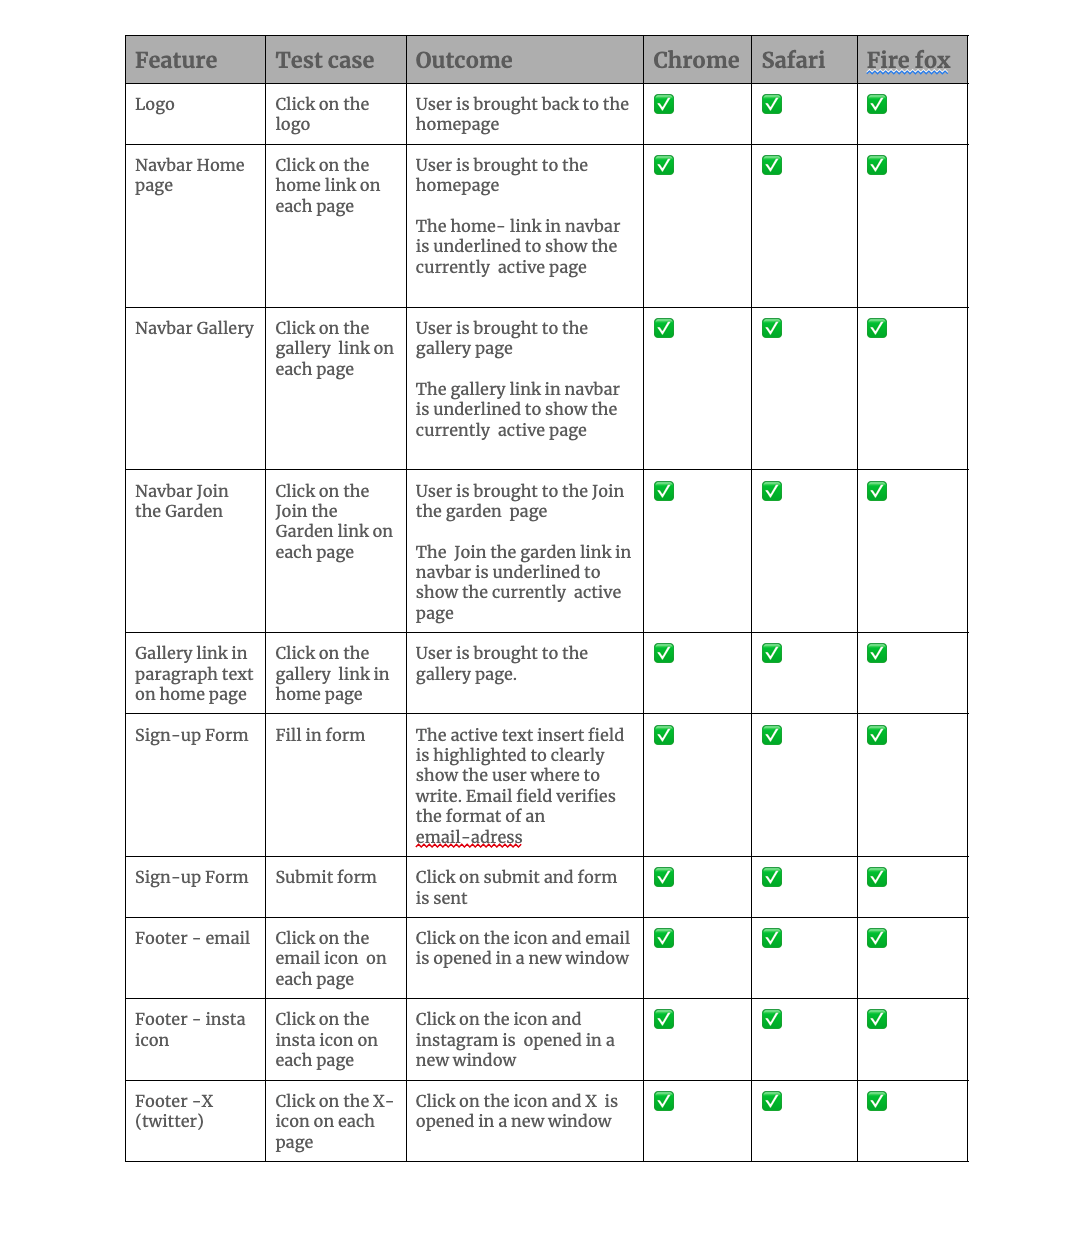 Feature Test case Outcome Chrome Safari Fire fox
Logo
Click on the
logo
User is brought back to the
homepage
✅ ✅ ✅
Navbar Home
page
Click on the
home link on
each page
User is brought to the
homepage
The home- link in navbar
is underlined to show the
currently active page
✅ ✅ ✅
Navbar Gallery
Click on the
gallery link on
each page
User is brought to the
gallery page
The gallery link in navbar
is underlined to show the
currently active page
✅ ✅ ✅
Navbar Join
the Garden
Click on the
Join the
Garden link on
each page
User is brought to the Join
the garden page
The Join the garden link in
navbar is underlined to
show the currently active
page
✅ ✅ ✅
Gallery link in
paragraph text
on home page
Click on the
gallery link in
home page
User is brought to the
gallery page.
✅ ✅ ✅
Sign-up Form
Fill in form
The active text insert field
is highlighted to clearly
show the user where to
write. Email field verifies
the format of an
email-adress
✅ ✅ ✅
Sign-up Form
Submit form
Click on submit and form
is sent
✅ ✅ ✅
Footer - email
Click on the
email icon on
each page
Click on the icon and email
is opened in a new window
✅ ✅ ✅
Footer - insta
icon
Click on the
insta icon on
each page
Click on the icon and
instagram is opened in a
new window
✅ ✅ ✅
Footer -X
(twitter)
Click on the X-
icon on each
page
Click on the icon and X is
opened in a new window
✅ ✅ ✅